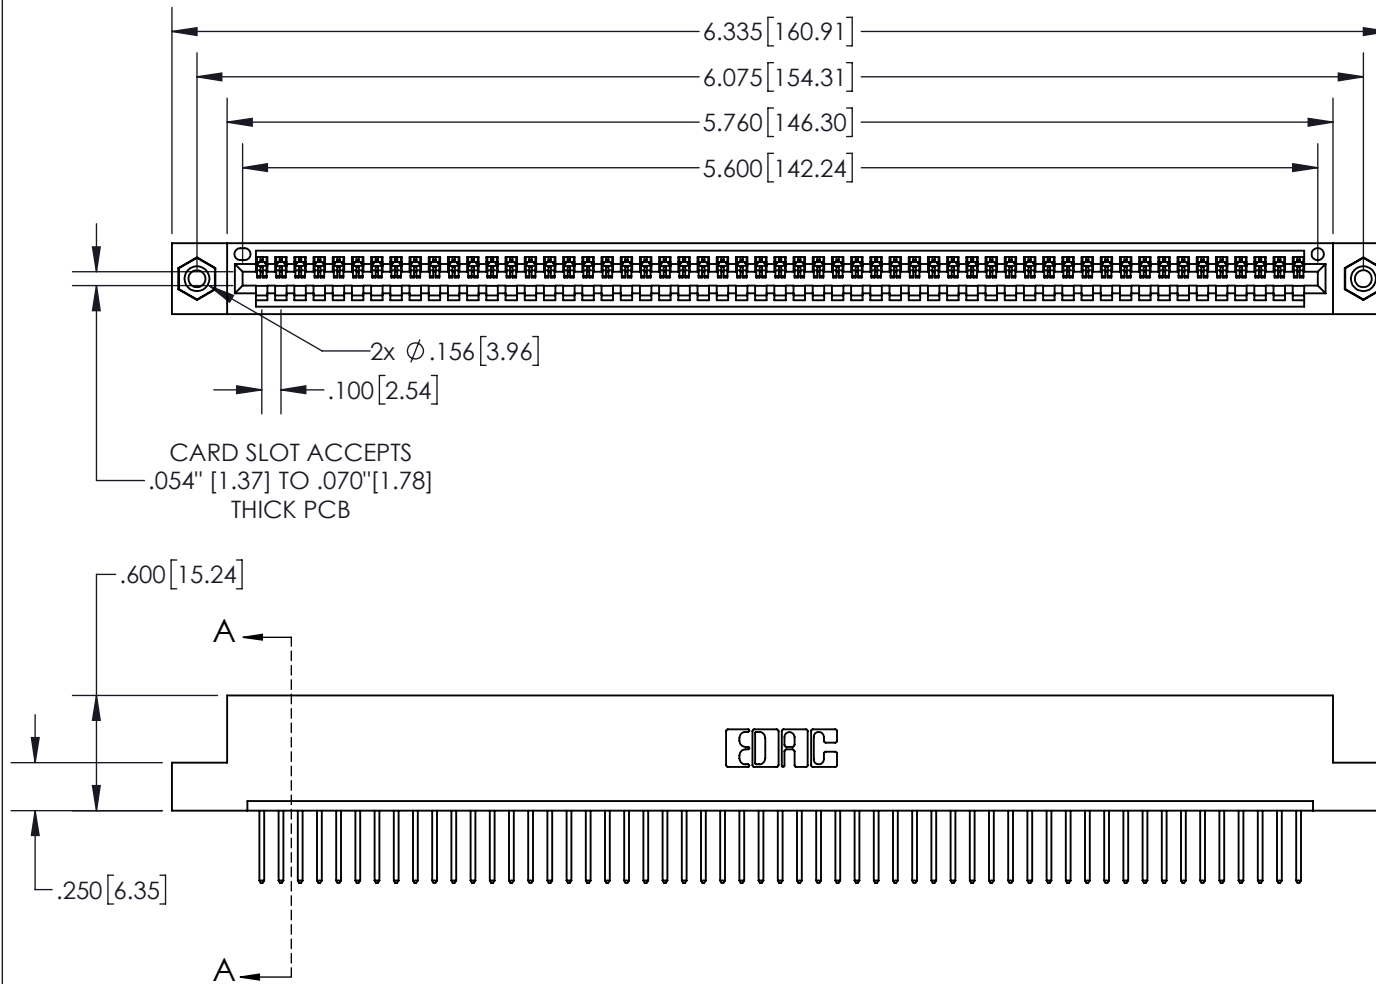 6.335[160.91]
6.075[154.31]
5.760[146.30]
5.600[142.24]
2x Ø.156[3.96]
.100[2.54]
CARD SLOT ACCEPTS
.054" [1.37] TO .070"[1.78]
THICK PCB
.600[15.24]
A
EDAC
.250[6.35]
A